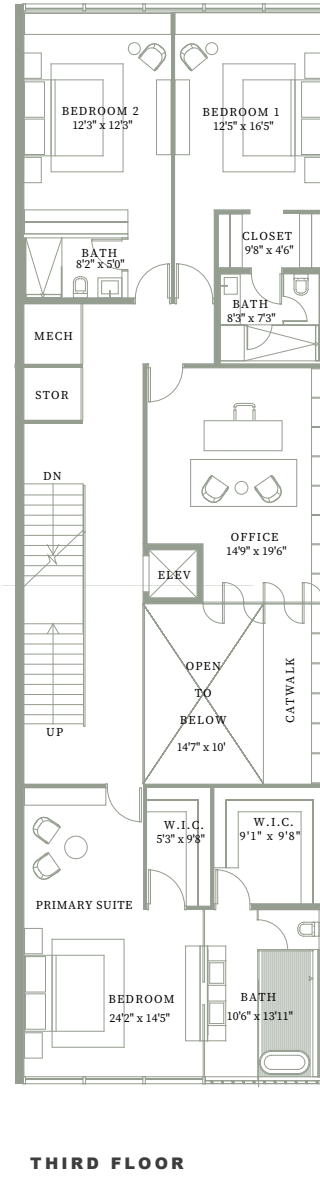 BEDROOM 2
12'3" x 12'3"
BEDROOM 1
12'5" x 16'5"
CLOSET
9'8" x 4'6"
BATH
8'2" x 5'0"
BATH
8'3" x 7'3"
MECH
STOR
DN
OFFICE
14'9" x 19'6"
ELEV
OPEN
TO
BELOW
14'7" x 10'
CATWALK
UP
W.I.C.
5'3" x 9'8"
W.I.C.
9'1" x 9'8"
PRIMARY SUITE
BEDROOM
24'2" x 14'5"
BATH
10'6" x 13'11"
THIRD FLOOR